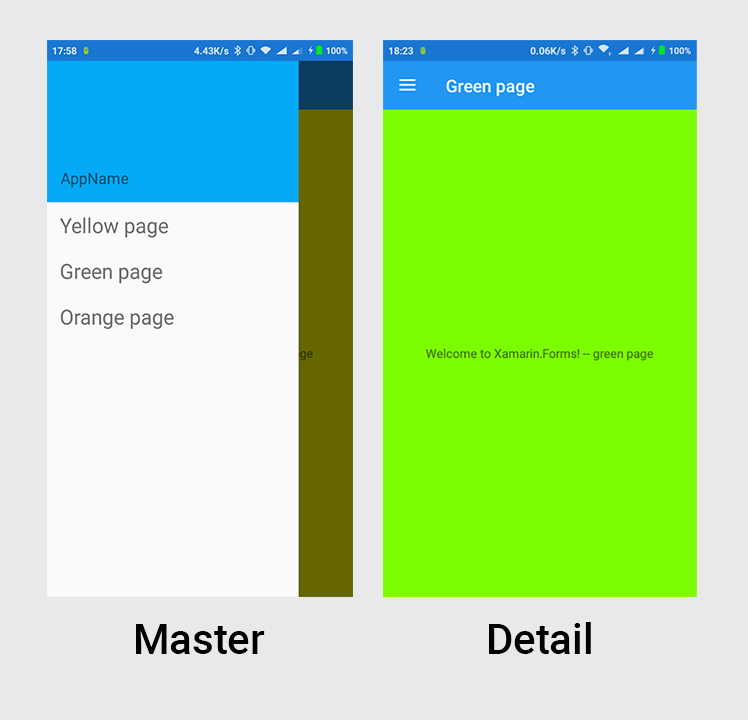 17:58 4.43K/s 100%
AppName
Yellow page
Green page
Orange page
ge
Master
18:23 0.06K/s 100%
Green page
Welcome to Xamarin.Forms! -- green page
Detail